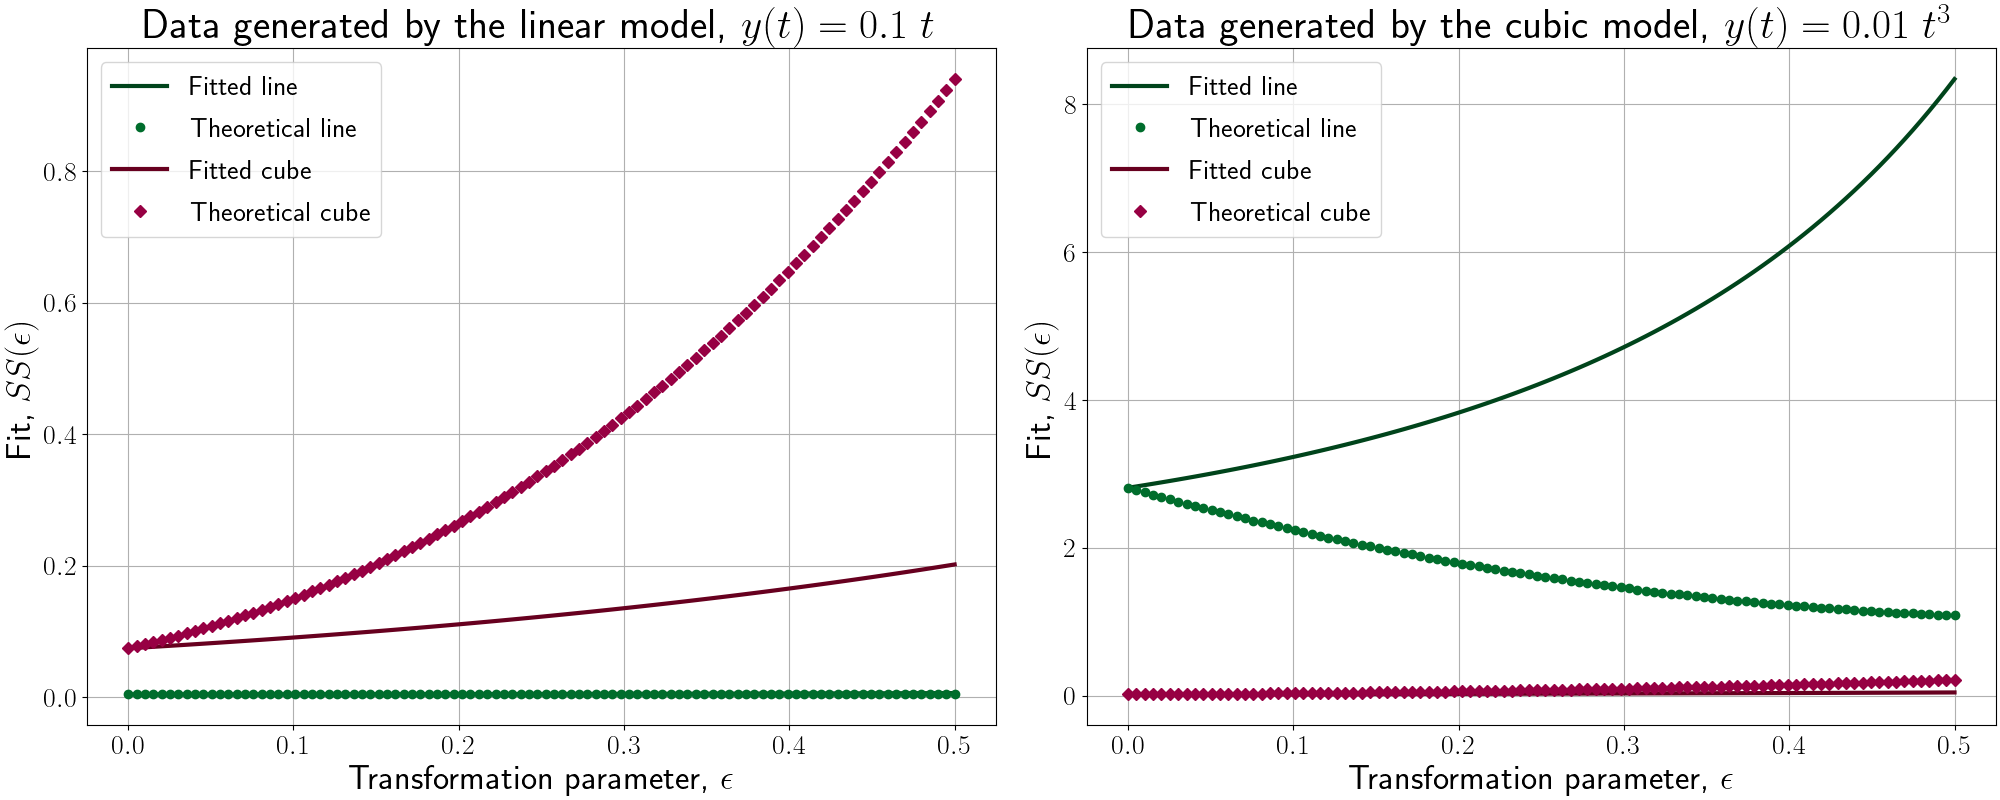 Data generated by the linear model, y(t) = 0.1 t
Fitted line
Theoretical line
Fitted cube
Theoretical cube
0.8
0.6
0.4
0.2
0.0
Fit, SS(ϵ)
0.0 0.1 0.2 0.3 0.4 0.5
Transformation parameter, ϵ
Data generated by the cubic model, y(t) = 0.01 t³
Fitted line
Theoretical line
Fitted cube
Theoretical cube
8
6
4
2
0
Fit, SS(ϵ)
0.0 0.1 0.2 0.3 0.4 0.5
Transformation parameter, ϵ